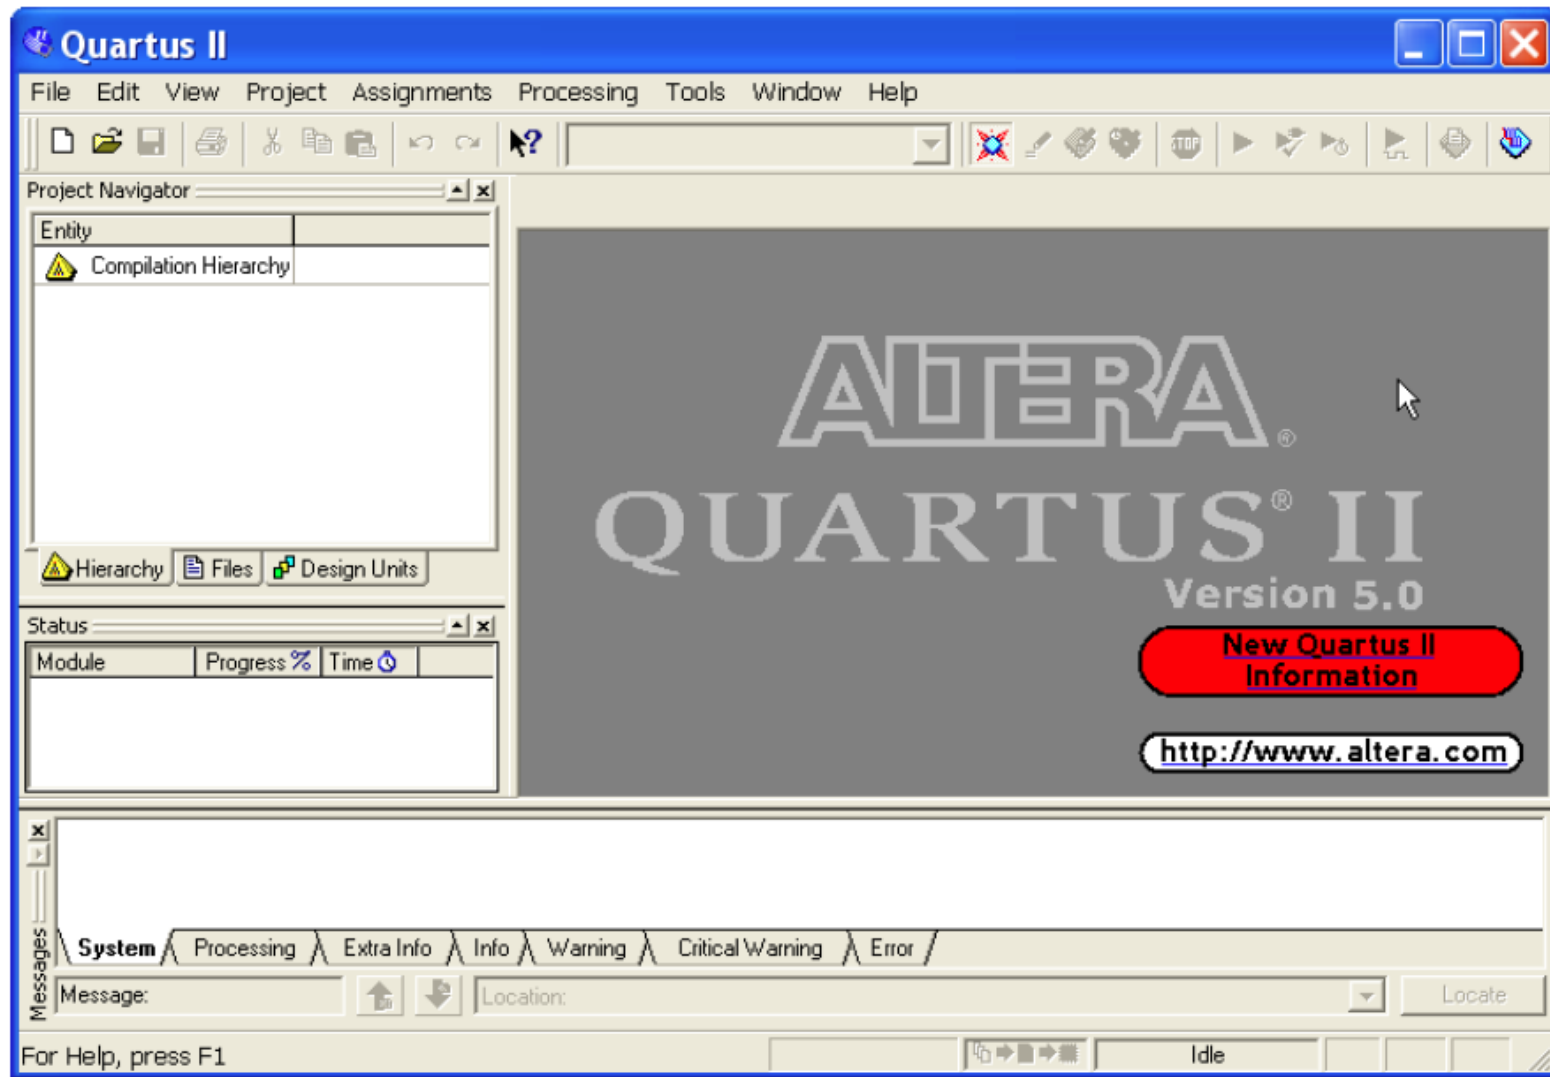 Quartus II
File Edit View Project Assignments Processing Tools Window Help
STOP
Project Navigator
Entity
Compilation Hierarchy
Hierarchy Files Design Units
Status
Module Progress % Time
ALTERA®
QUARTUS® II
Version 5.0
New Quartus II
Information
http://www.altera.com
Messages
System Processing Extra Info Info Warning Critical Warning Error
Message: Location: Locate
For Help, press F1 Idle